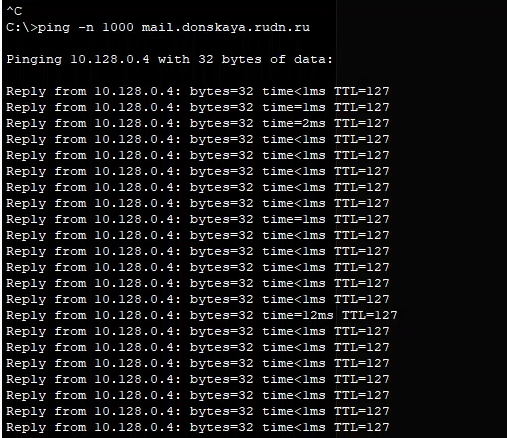 ^C
C:\>ping -n 1000 mail.donskaya.rudn.ru
Pinging 10.128.0.4 with 32 bytes of data:
Reply from 10.128.0.4: bytes=32 time<1ms TTL=127
Reply from 10.128.0.4: bytes=32 time=1ms TTL=127
Reply from 10.128.0.4: bytes=32 time=2ms TTL=127
Reply from 10.128.0.4: bytes=32 time<1ms TTL=127
Reply from 10.128.0.4: bytes=32 time<1ms TTL=127
Reply from 10.128.0.4: bytes=32 time<1ms TTL=127
Reply from 10.128.0.4: bytes=32 time<1ms TTL=127
Reply from 10.128.0.4: bytes=32 time<1ms TTL=127
Reply from 10.128.0.4: bytes=32 time=1ms TTL=127
Reply from 10.128.0.4: bytes=32 time<1ms TTL=127
Reply from 10.128.0.4: bytes=32 time<1ms TTL=127
Reply from 10.128.0.4: bytes=32 time<1ms TTL=127
Reply from 10.128.0.4: bytes=32 time<1ms TTL=127
Reply from 10.128.0.4: bytes=32 time<1ms TTL=127
Reply from 10.128.0.4: bytes=32 time=12ms TTL=127
Reply from 10.128.0.4: bytes=32 time<1ms TTL=127
Reply from 10.128.0.4: bytes=32 time<1ms TTL=127
Reply from 10.128.0.4: bytes=32 time<1ms TTL=127
Reply from 10.128.0.4: bytes=32 time<1ms TTL=127
Reply from 10.128.0.4: bytes=32 time<1ms TTL=127
Reply from 10.128.0.4: bytes=32 time<1ms TTL=127
Reply from 10.128.0.4: bytes=32 time<1ms TTL=127